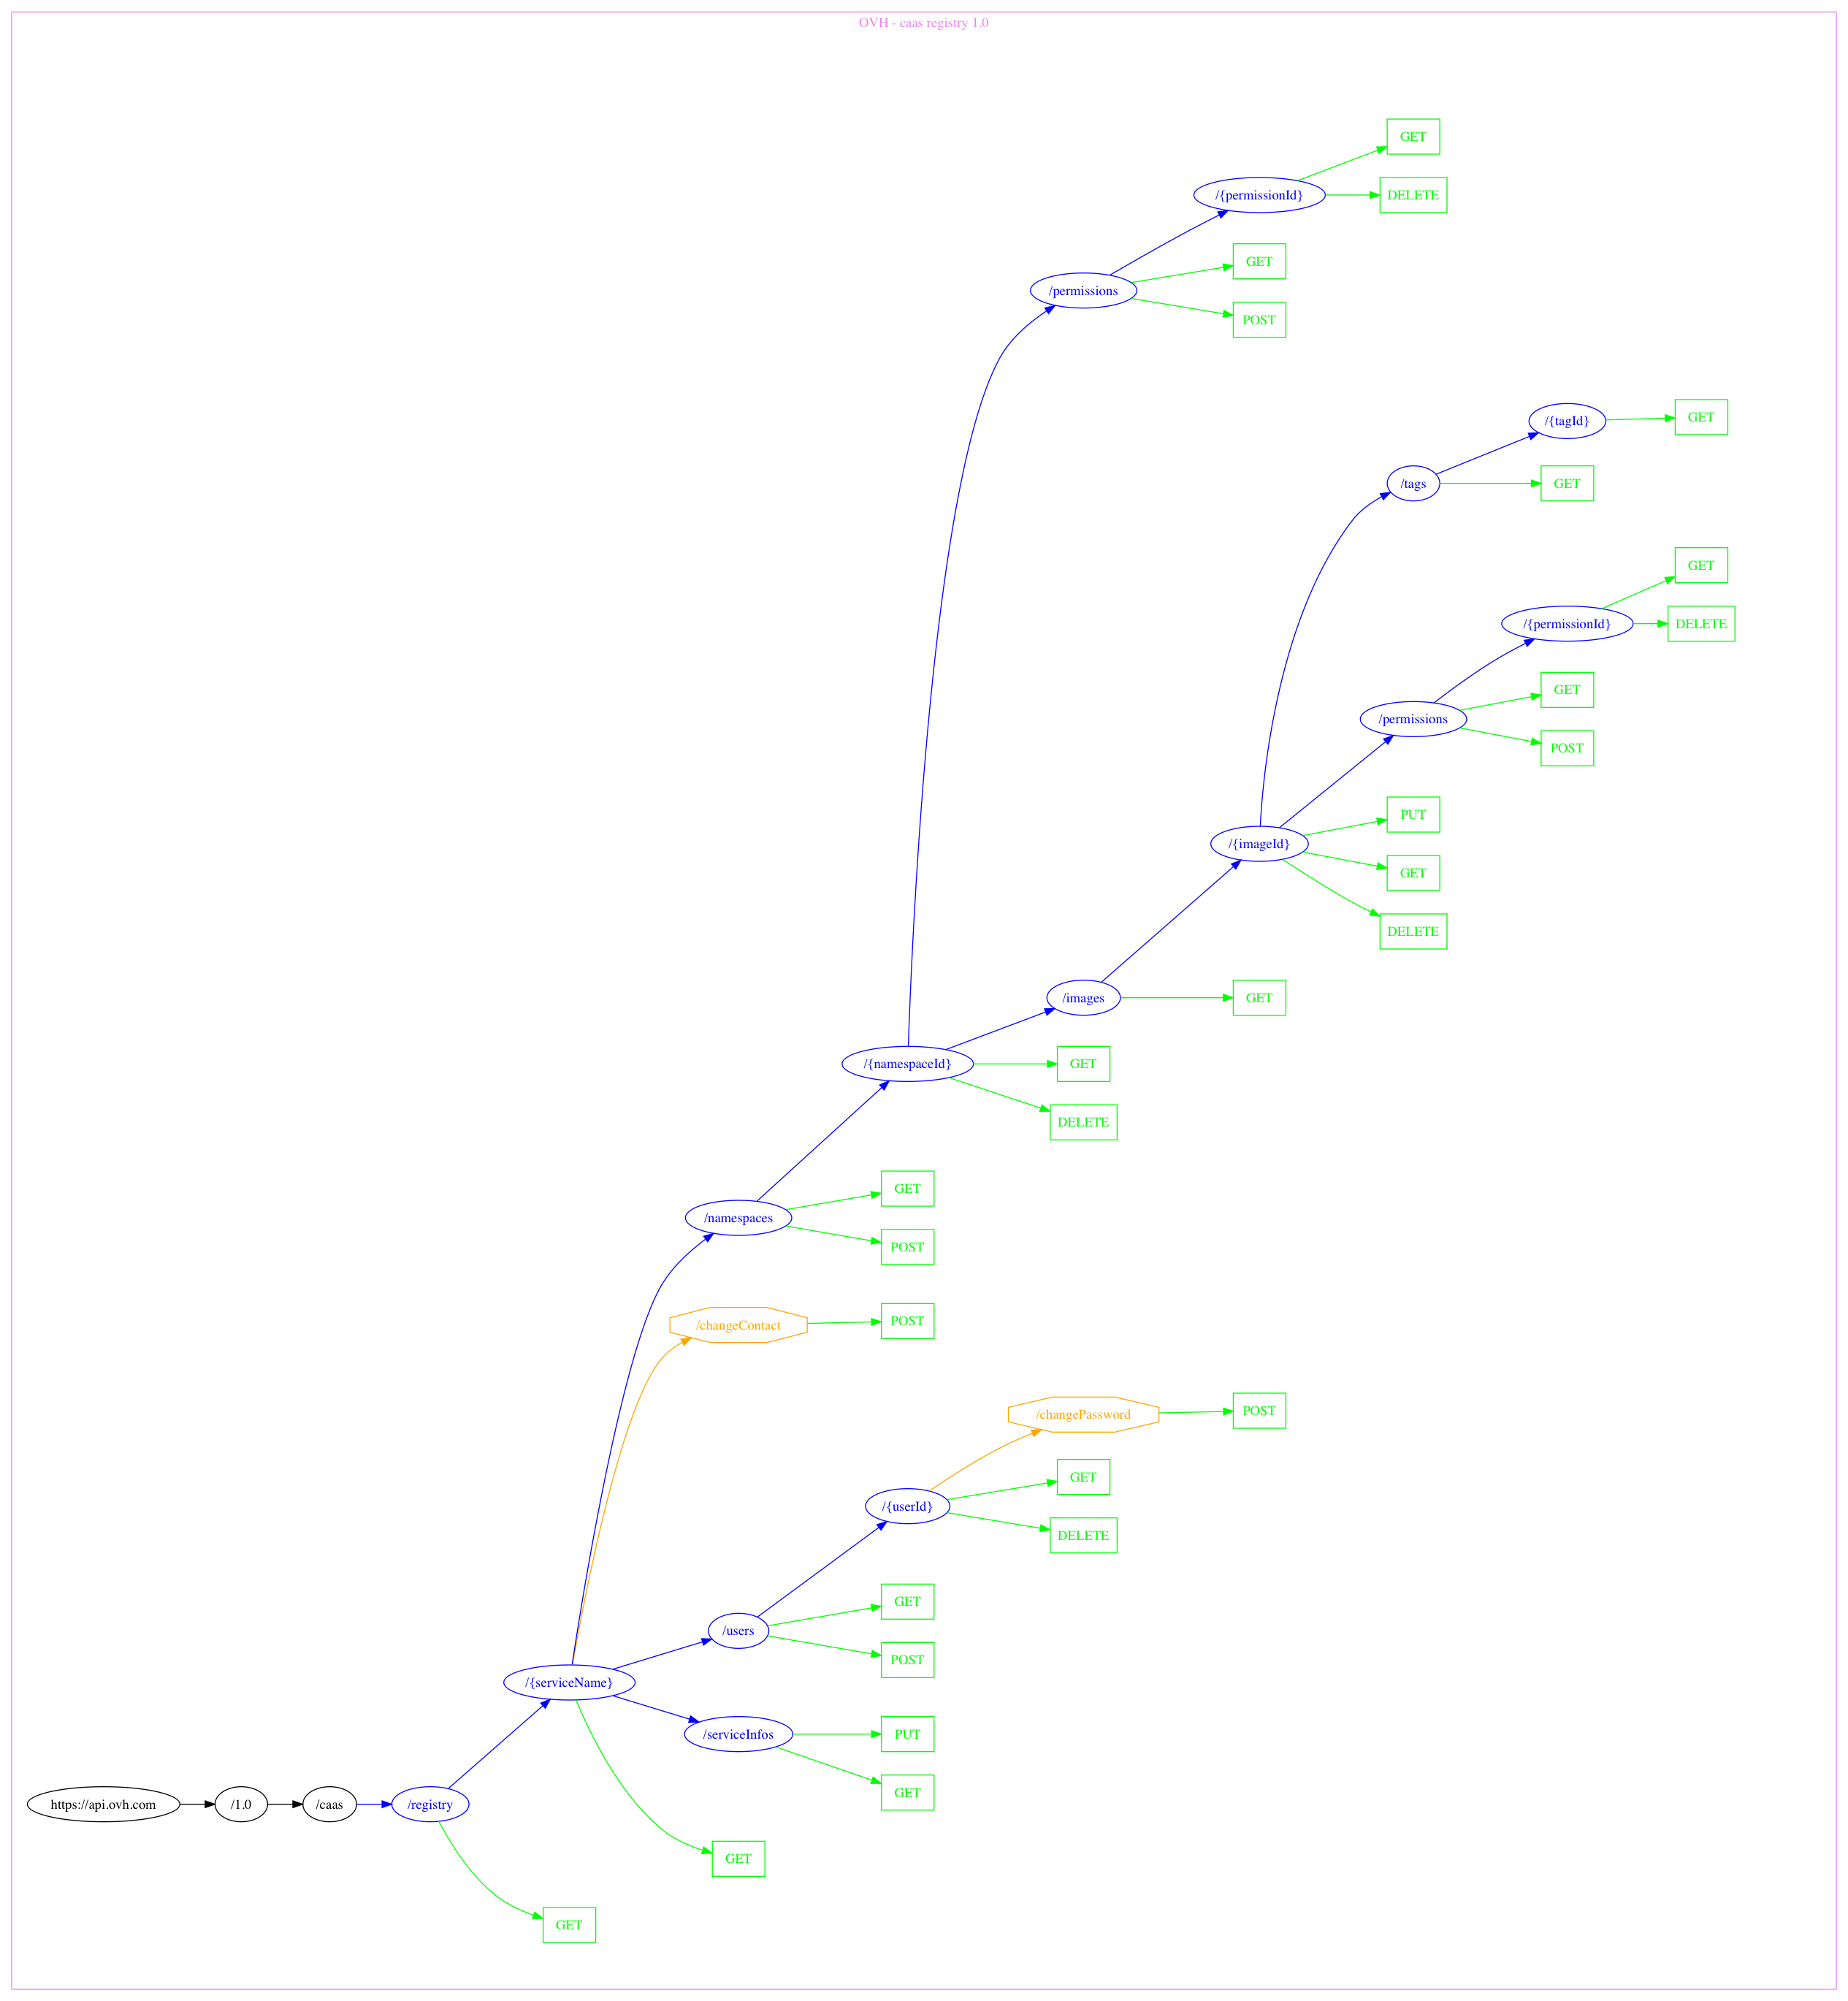 OVH - caas registry 1.0
GET
/{permissionId}
DELETE
GET
/permissions
POST
/{tagId}
GET
/tags
GET
GET
/{permissionId}
DELETE
GET
/permissions
POST
PUT
/{imageId}
GET
DELETE
/images
GET
/{namespaceId}
GET
DELETE
GET
/namespaces
POST
/changeContact
POST
/changePassword
POST
GET
/{userId}
DELETE
GET
/users
POST
/{serviceName}
/serviceInfos
PUT
GET
https://api.ovh.com
/1.0
/caas
/registry
GET
GET